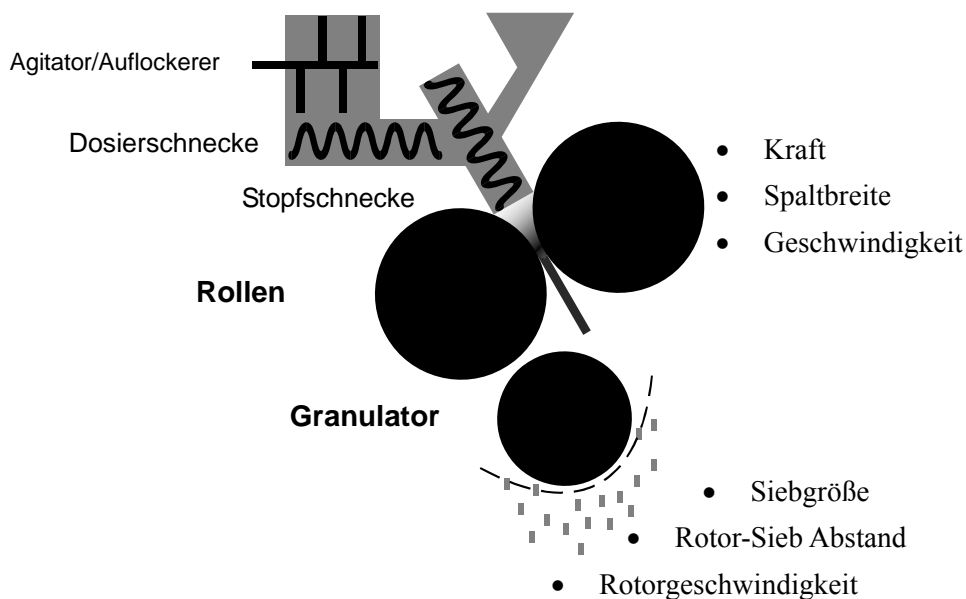 Agitator/Auflockerer
Dosierschnecke
Stopfschnecke
• Kraft
• Spaltbreite
• Geschwindigkeit
Rollen
Granulator
• Siebgröße
• Rotor-Sieb Abstand
• Rotorgeschwindigkeit